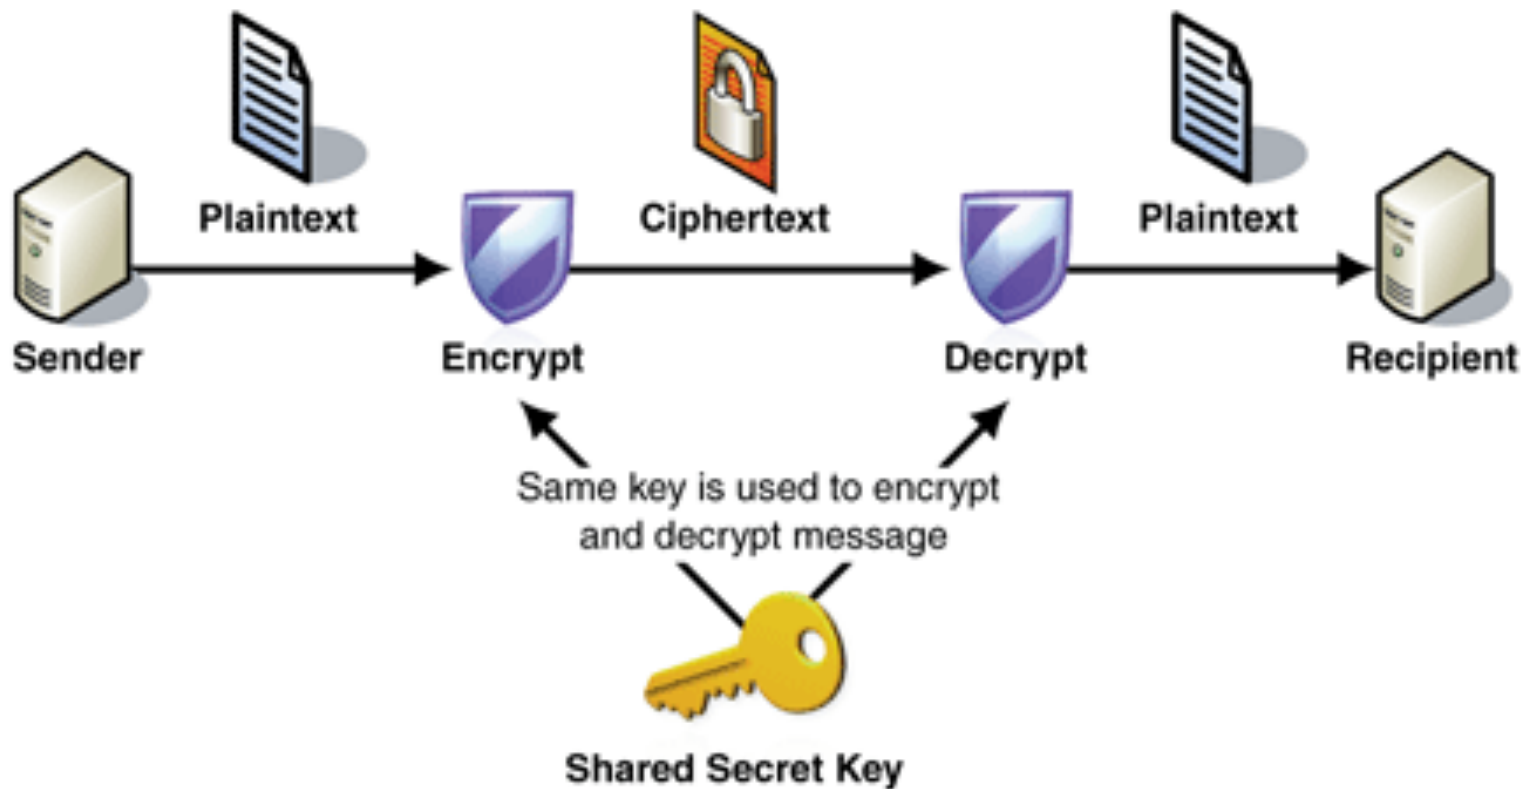 Plaintext
Ciphertext
Plaintext
Sender
Encrypt
Decrypt
Recipient
Same key is used to encrypt
and decrypt message
Shared Secret Key